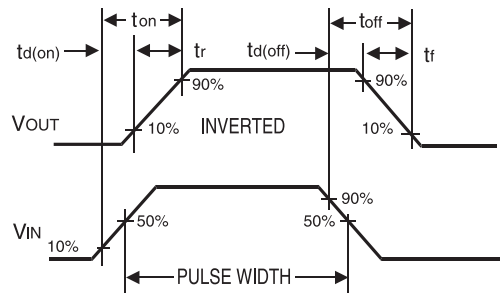 ton toff
td(on) tr td(off) tf
90% 90%
VOUT 10% INVERTED 10%
90%
50% 50%
VIN
10%
PULSE WIDTH